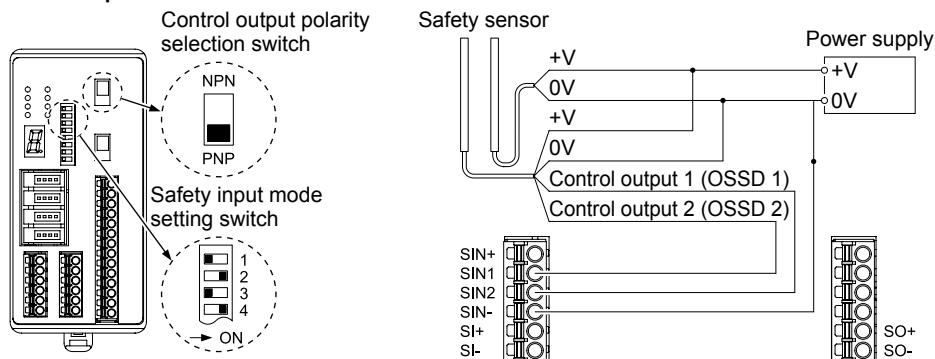 Control output polarity
selection switch
NPN
PNP
8
Safety input mode
setting switch
1
2
3
4
ON
Safety sensor
Power supply
+V
0V
+V
0V
+V
0V
Control output 1 (OSSD 1)
Control output 2 (OSSD 2)
SIN+
SIN1
SIN2
SIN-
SI+
SI-
SO+
SO-